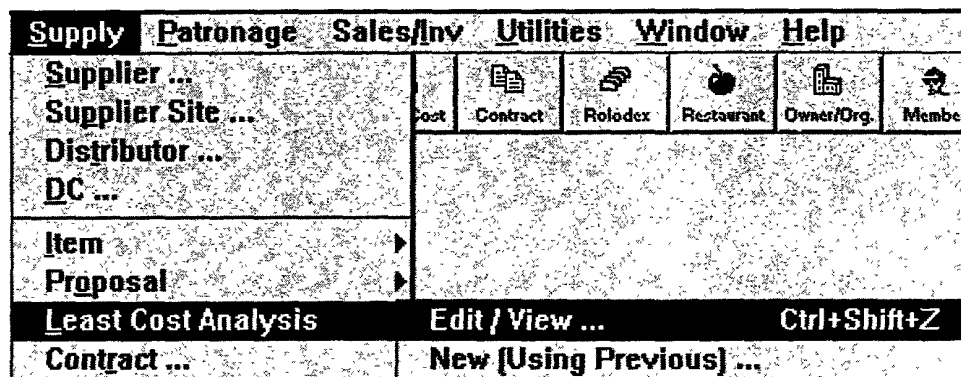 Supply Patronage Sales/Inv Utilities Window Help
Supplier ...
Supplier Site ...
Distributor ...
DC ...
Cost Contract Rolodex Restaurant Owner/Org. Membe
Item
Proposal
Least Cost Analysis Edit / View ... Ctrl+Shift+Z
Contract ... New (Using Previous) ...